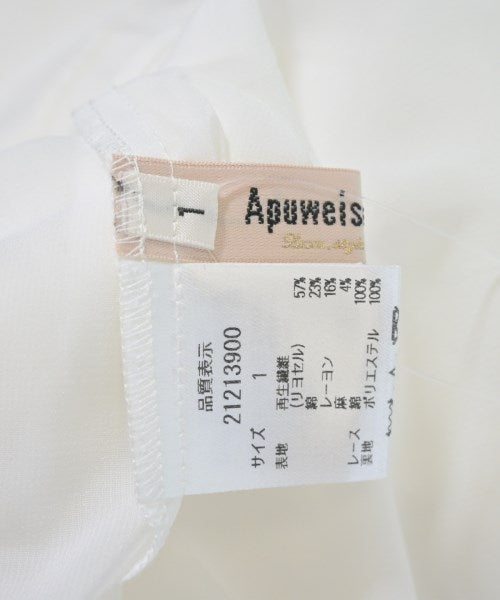 1
Apuweis
品質表示
21213900
サイズ 1
表地 再生繊維 57%
(リヨセル)
綿 23%
レーヨン 16%
麻 4%
レース 綿 100%
裏地 ポリエステル 100%